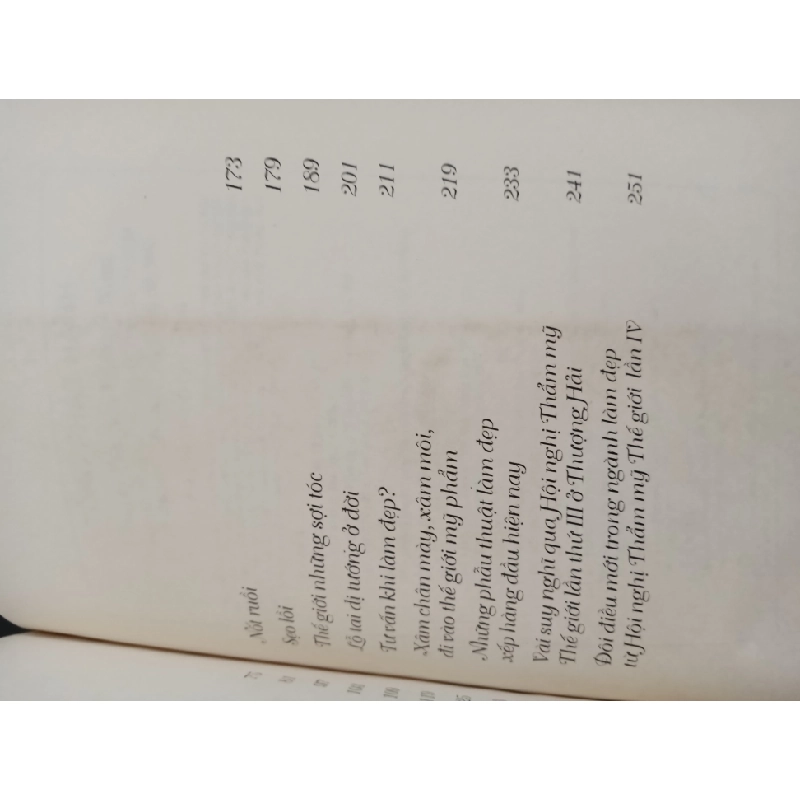 Nốt ruồi 173
Sẹo lồi 179
Thế giới những sợi tóc 189
Lỗ tai dị tướng ở đời 201
Tư vấn khi làm đẹp? 211
Xăm chân mày, xăm môi,
đi vào thế giới mỹ phẩm 219
Những phẫu thuật làm đẹp
xếp hàng đầu hiện nay 233
Vài suy nghĩ qua Hội nghị Thẩm mỹ
Thế giới lần thứ III ở Thượng Hải 241
Đôi điều mới trong ngành làm đẹp
từ Hội nghị Thẩm mỹ Thế giới lần IV 251